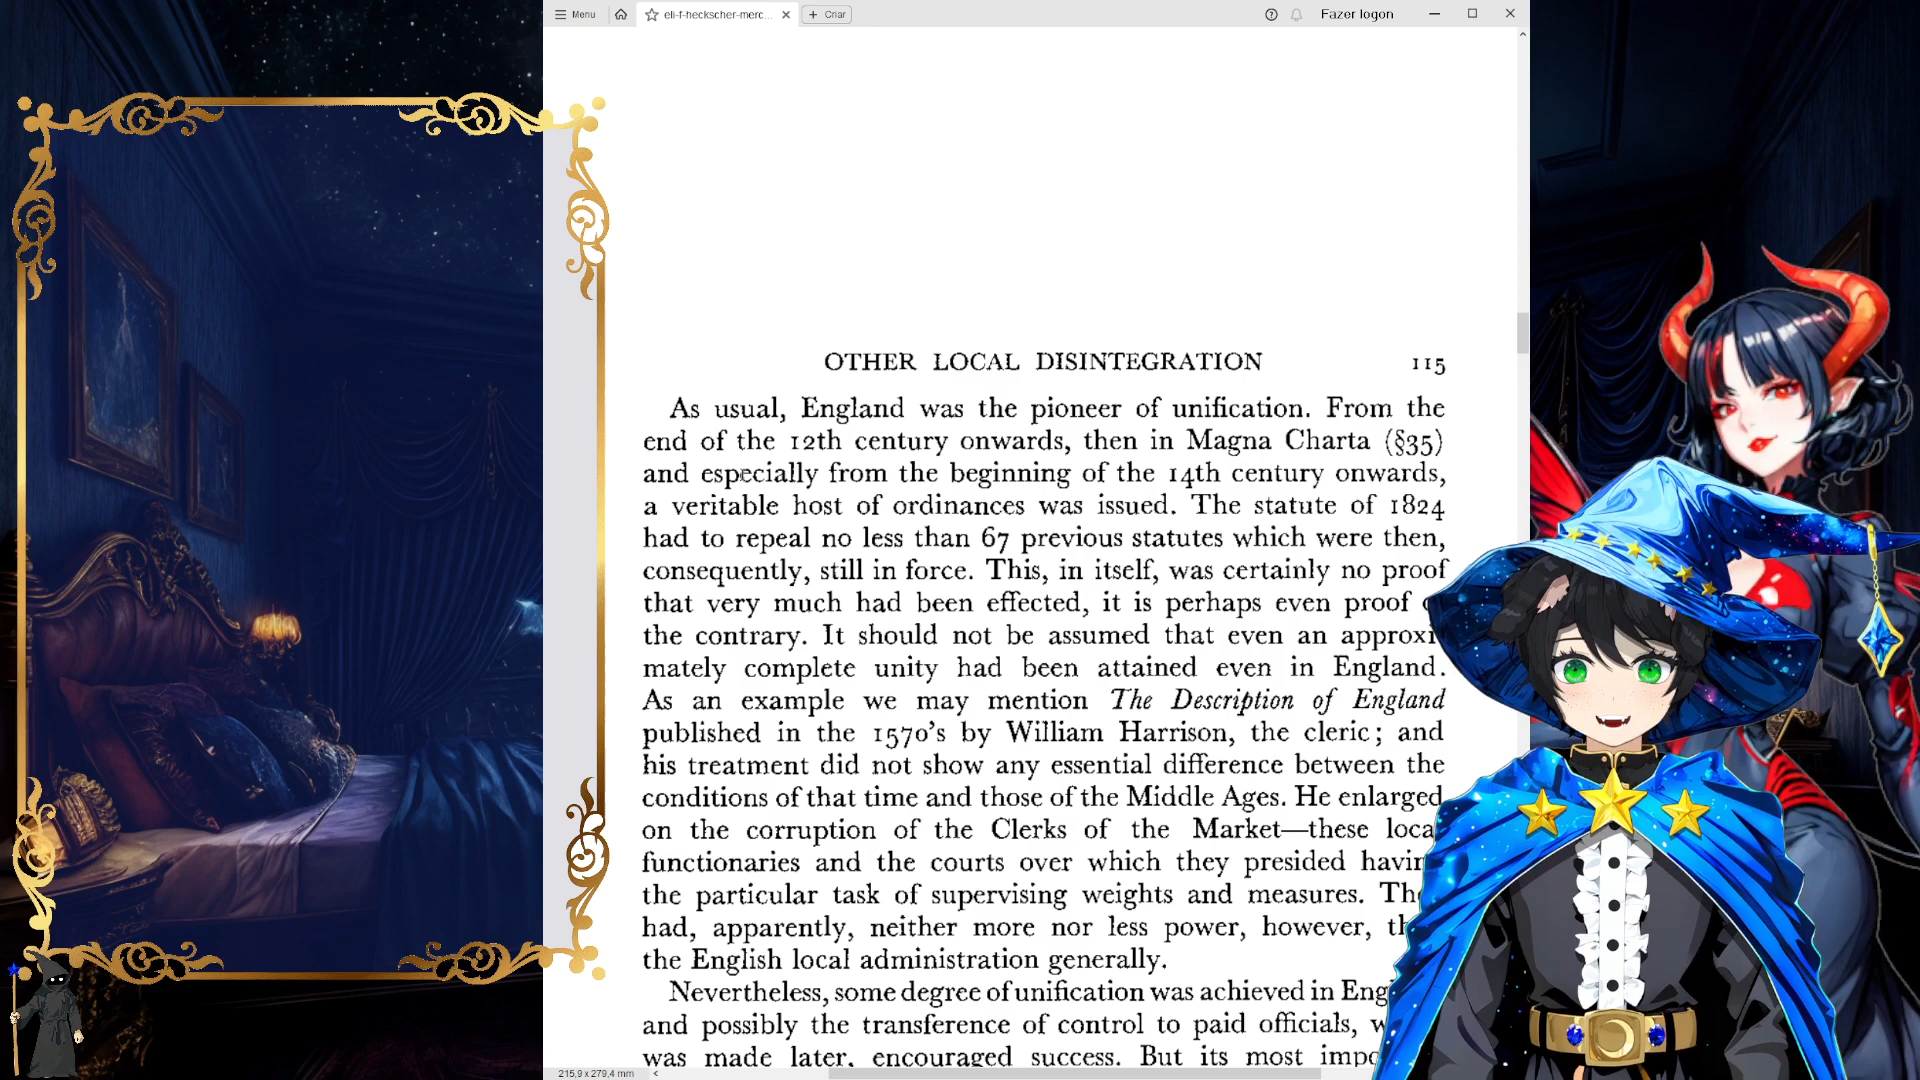 Menu
eli-f-heckscher-merc...
Criar
Fazer logon
OTHER LOCAL DISINTEGRATION 115
As usual, England was the pioneer of unification. From the
end of the 12th century onwards, then in Magna Charta (§35)
and especially from the beginning of the 14th century onwards,
a veritable host of ordinances was issued. The statute of 1824
had to repeal no less than 67 previous statutes which were then,
consequently, still in force. This, in itself, was certainly no proof
that very much had been effected, it is perhaps even proof
the contrary. It should not be assumed that even an approxi
mately complete unity had been attained even in England.
As an example we may mention The Description of England
published in the 1570's by William Harrison, the cleric; and
his treatment did not show any essential difference between the
conditions of that time and those of the Middle Ages. He enlarged
on the corruption of the Clerks of the Market—these loca
functionaries and the courts over which they presided havin
the particular task of supervising weights and measures. The
had, apparently, neither more nor less power, however, th
the English local administration generally.
Nevertheless, some degree of unification was achieved in Eng
and possibly the transference of control to paid officials, w
was made later, encouraged success. But its most impo
215,9 x 279,4 mm